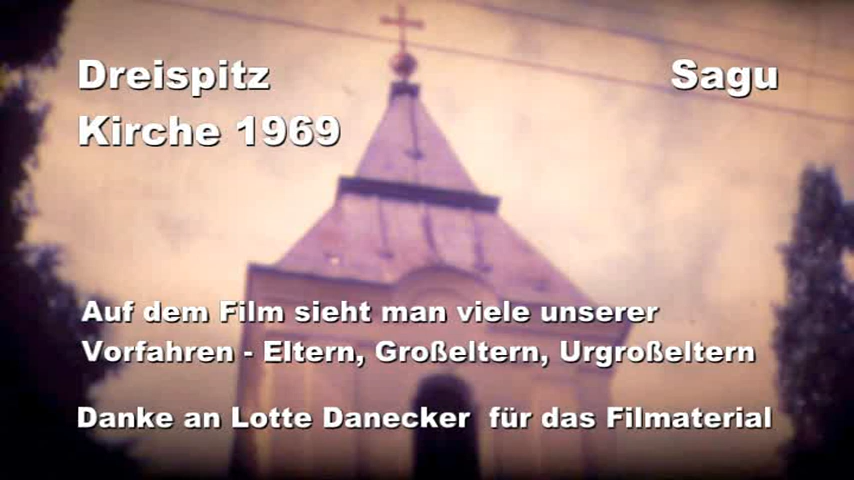 Dreispitz Sagu
Kirche 1969
Auf dem Film sieht man viele unserer
Vorfahren - Eltern, Großeltern, Urgroßeltern
Danke an Lotte Danecker für das Filmaterial